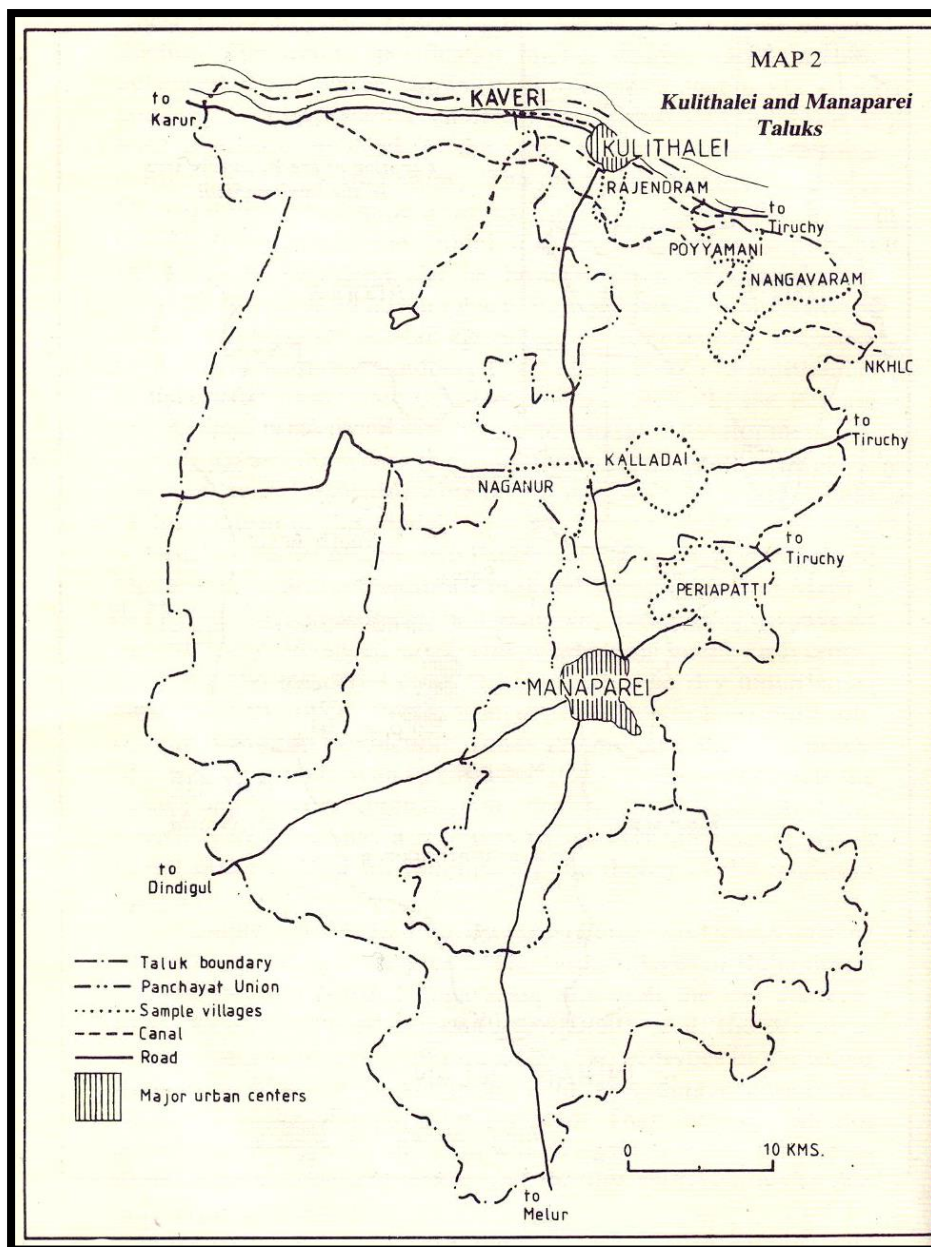 MAP 2
Kulithalei and Manaparei
Taluks
to
Karur
KAVERI
KULITHALEI
RAJENDRAM
to
Tiruchy
POYYAMANI
NANGAVARAM
NKHLC
to
Tiruchy
KALLADAI
NAGANUR
to
Tiruchy
PERIAPATTI
MANAPAREI
to
Dindigul
Taluk boundary
Panchayat Union
Sample villages
Canal
Road
Major urban centers
0 10 KMS.
to
Melur